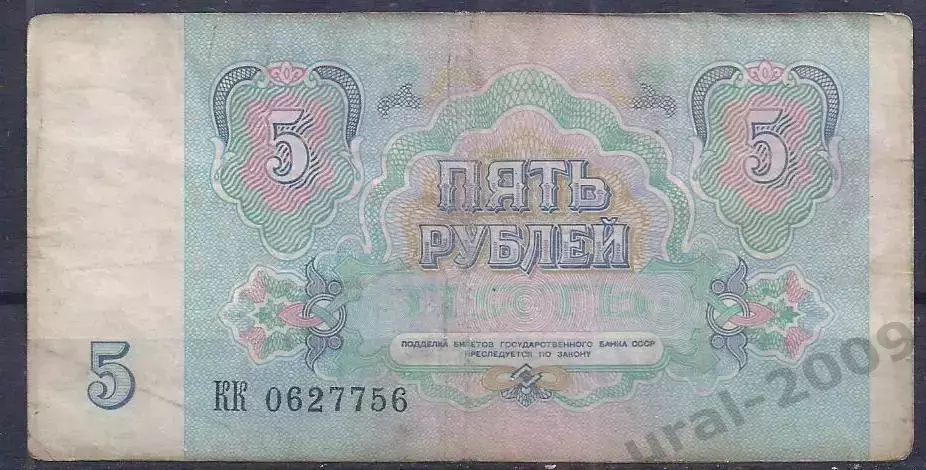 5 5
ПЯТЬ
РУБЛЕЙ
ПОДДЕЛКА БИЛЕТОВ ГОСУДАРСТВЕННОГО БАНКА СССР
ПРЕСЛЕДУЕТСЯ ПО ЗАКОНУ
5
КК 0627756
ural-2009